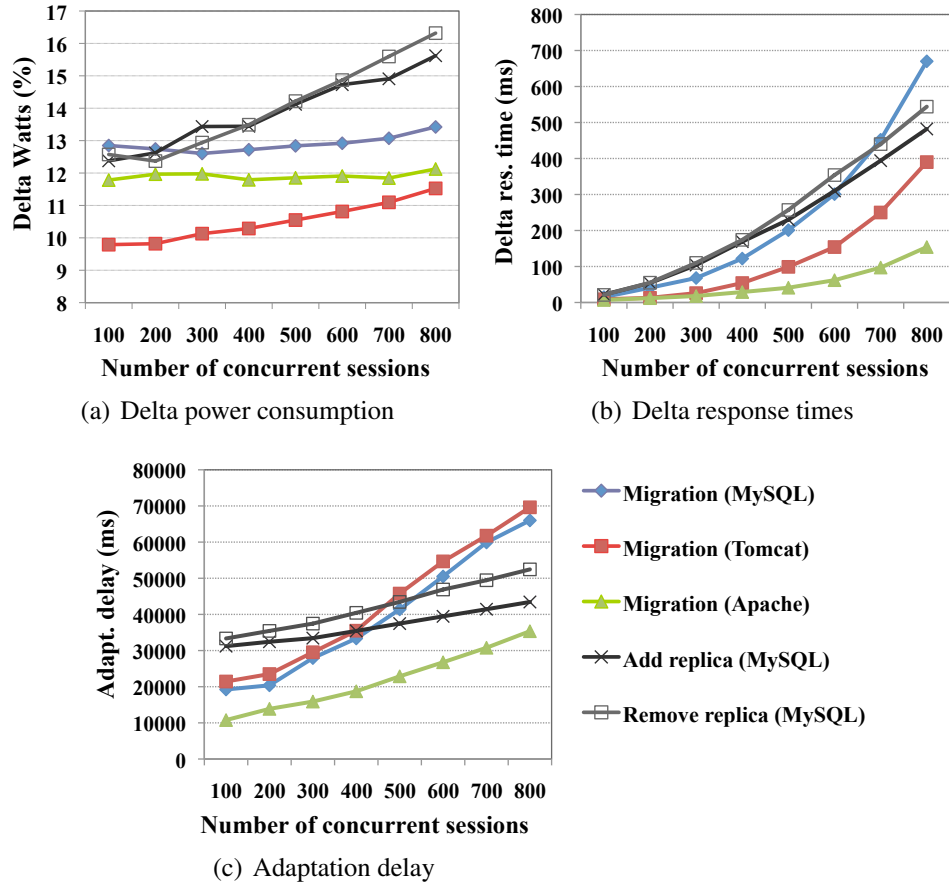 17
16
15
14
13
12
11
10
9
8
Delta Watts (%)
100 200 300 400 500 600 700 800
Number of concurrent sessions
(a) Delta power consumption
800
700
600
500
400
300
200
100
0
Delta res. time (ms)
100 200 300 400 500 600 700 800
Number of concurrent sessions
(b) Delta response times
80000
70000
60000
50000
40000
30000
20000
10000
0
Adapt. delay (ms)
100 200 300 400 500 600 700 800
Number of concurrent sessions
(c) Adaptation delay
Migration (MySQL)
Migration (Tomcat)
Migration (Apache)
Add replica (MySQL)
Remove replica (MySQL)